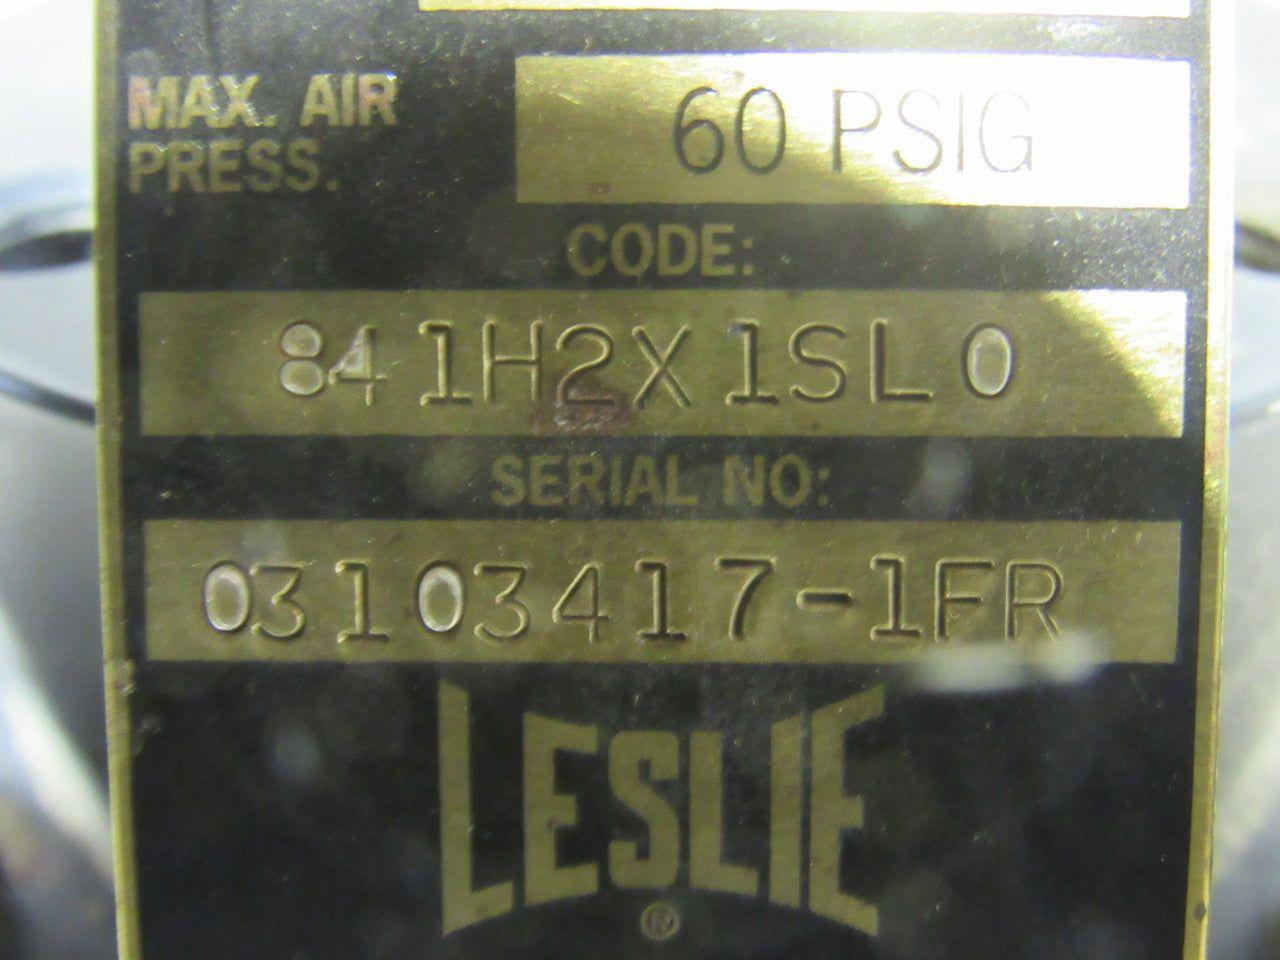 MAX. AIR
PRESS.
60 PSIG
CODE:
841H2X1SL0
SERIAL NO:
03103417-1FR
LESLIE
®